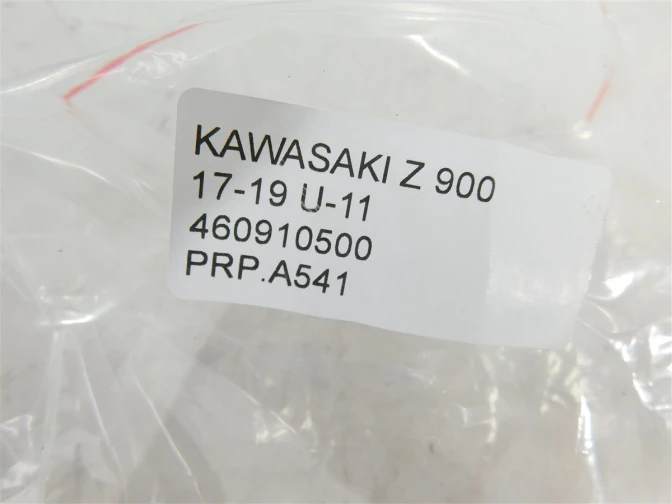 KAWASAKI Z 900
17-19 U-11
460910500
PRP.A541